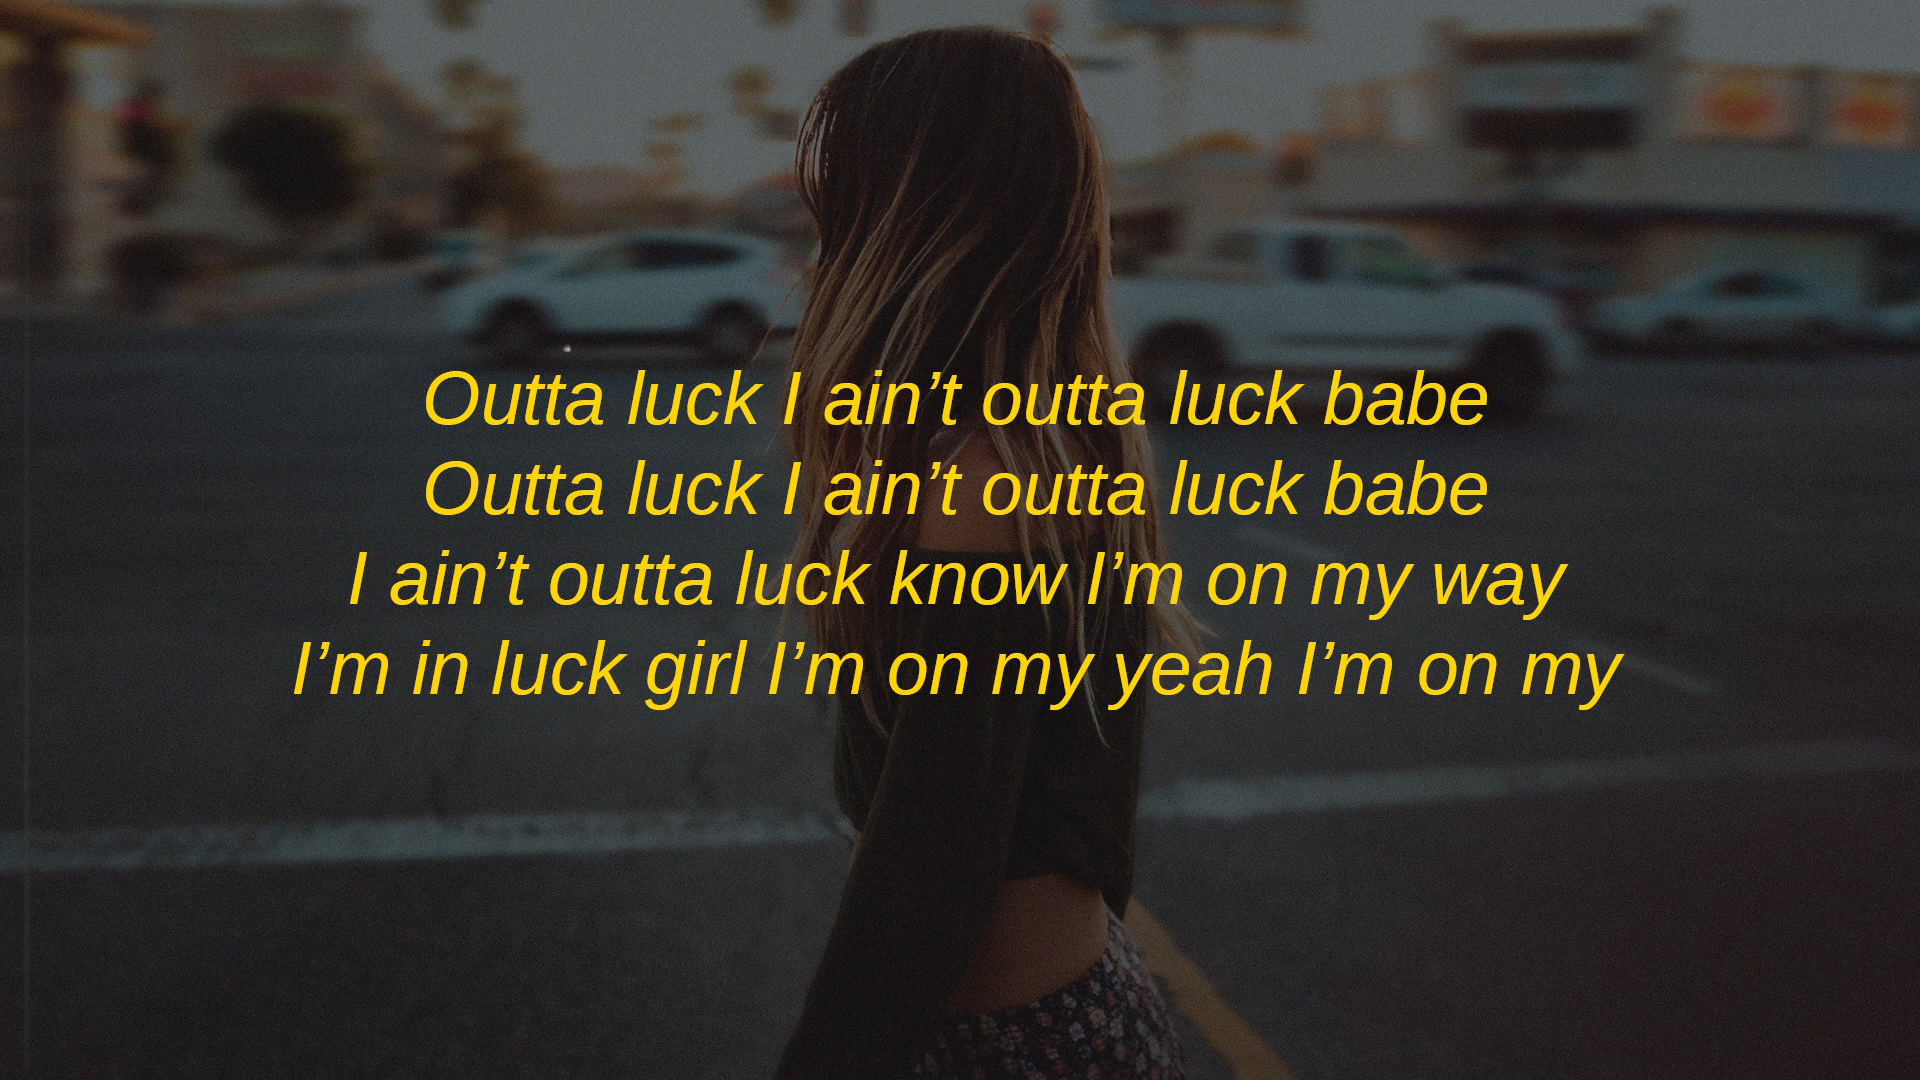 Outta luck I ain’t outta luck babe
Outta luck I ain’t outta luck babe
I ain’t outta luck know I’m on my way
I’m in luck girl I’m on my yeah I’m on my